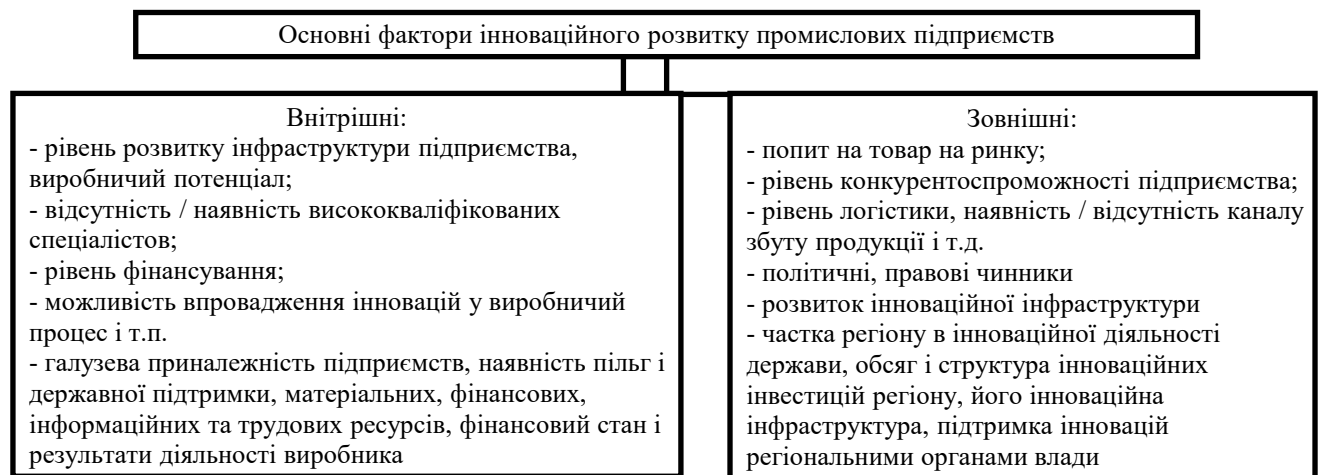 Основні фактори інноваційного розвитку промислових підприємств
Внітрішні:
- рівень розвитку інфраструктури підприємства,
виробничий потенціал;
- відсутність / наявність висококваліфікованих
спеціалістов;
- рівень фінансування;
- можливість впровадження інновацій у виробничий
процес і т.п.
- галузева приналежність підприємств, наявність пільг і
державної підтримки, матеріальних, фінансових,
інформаційних та трудових ресурсів, фінансовий стан і
результати діяльності виробника
Зовнішні:
- попит на товар на ринку;
- рівень конкурентоспроможності підприємства;
- рівень логістики, наявність / відсутність каналу
збуту продукції і т.д.
- політичні, правові чинники
- розвиток інноваційної інфраструктури
- частка регіону в інноваційної діяльності
держави, обсяг і структура інноваційних
інвестицій регіону, його інноваційна
інфраструктура, підтримка інновацій
регіональними органами влади